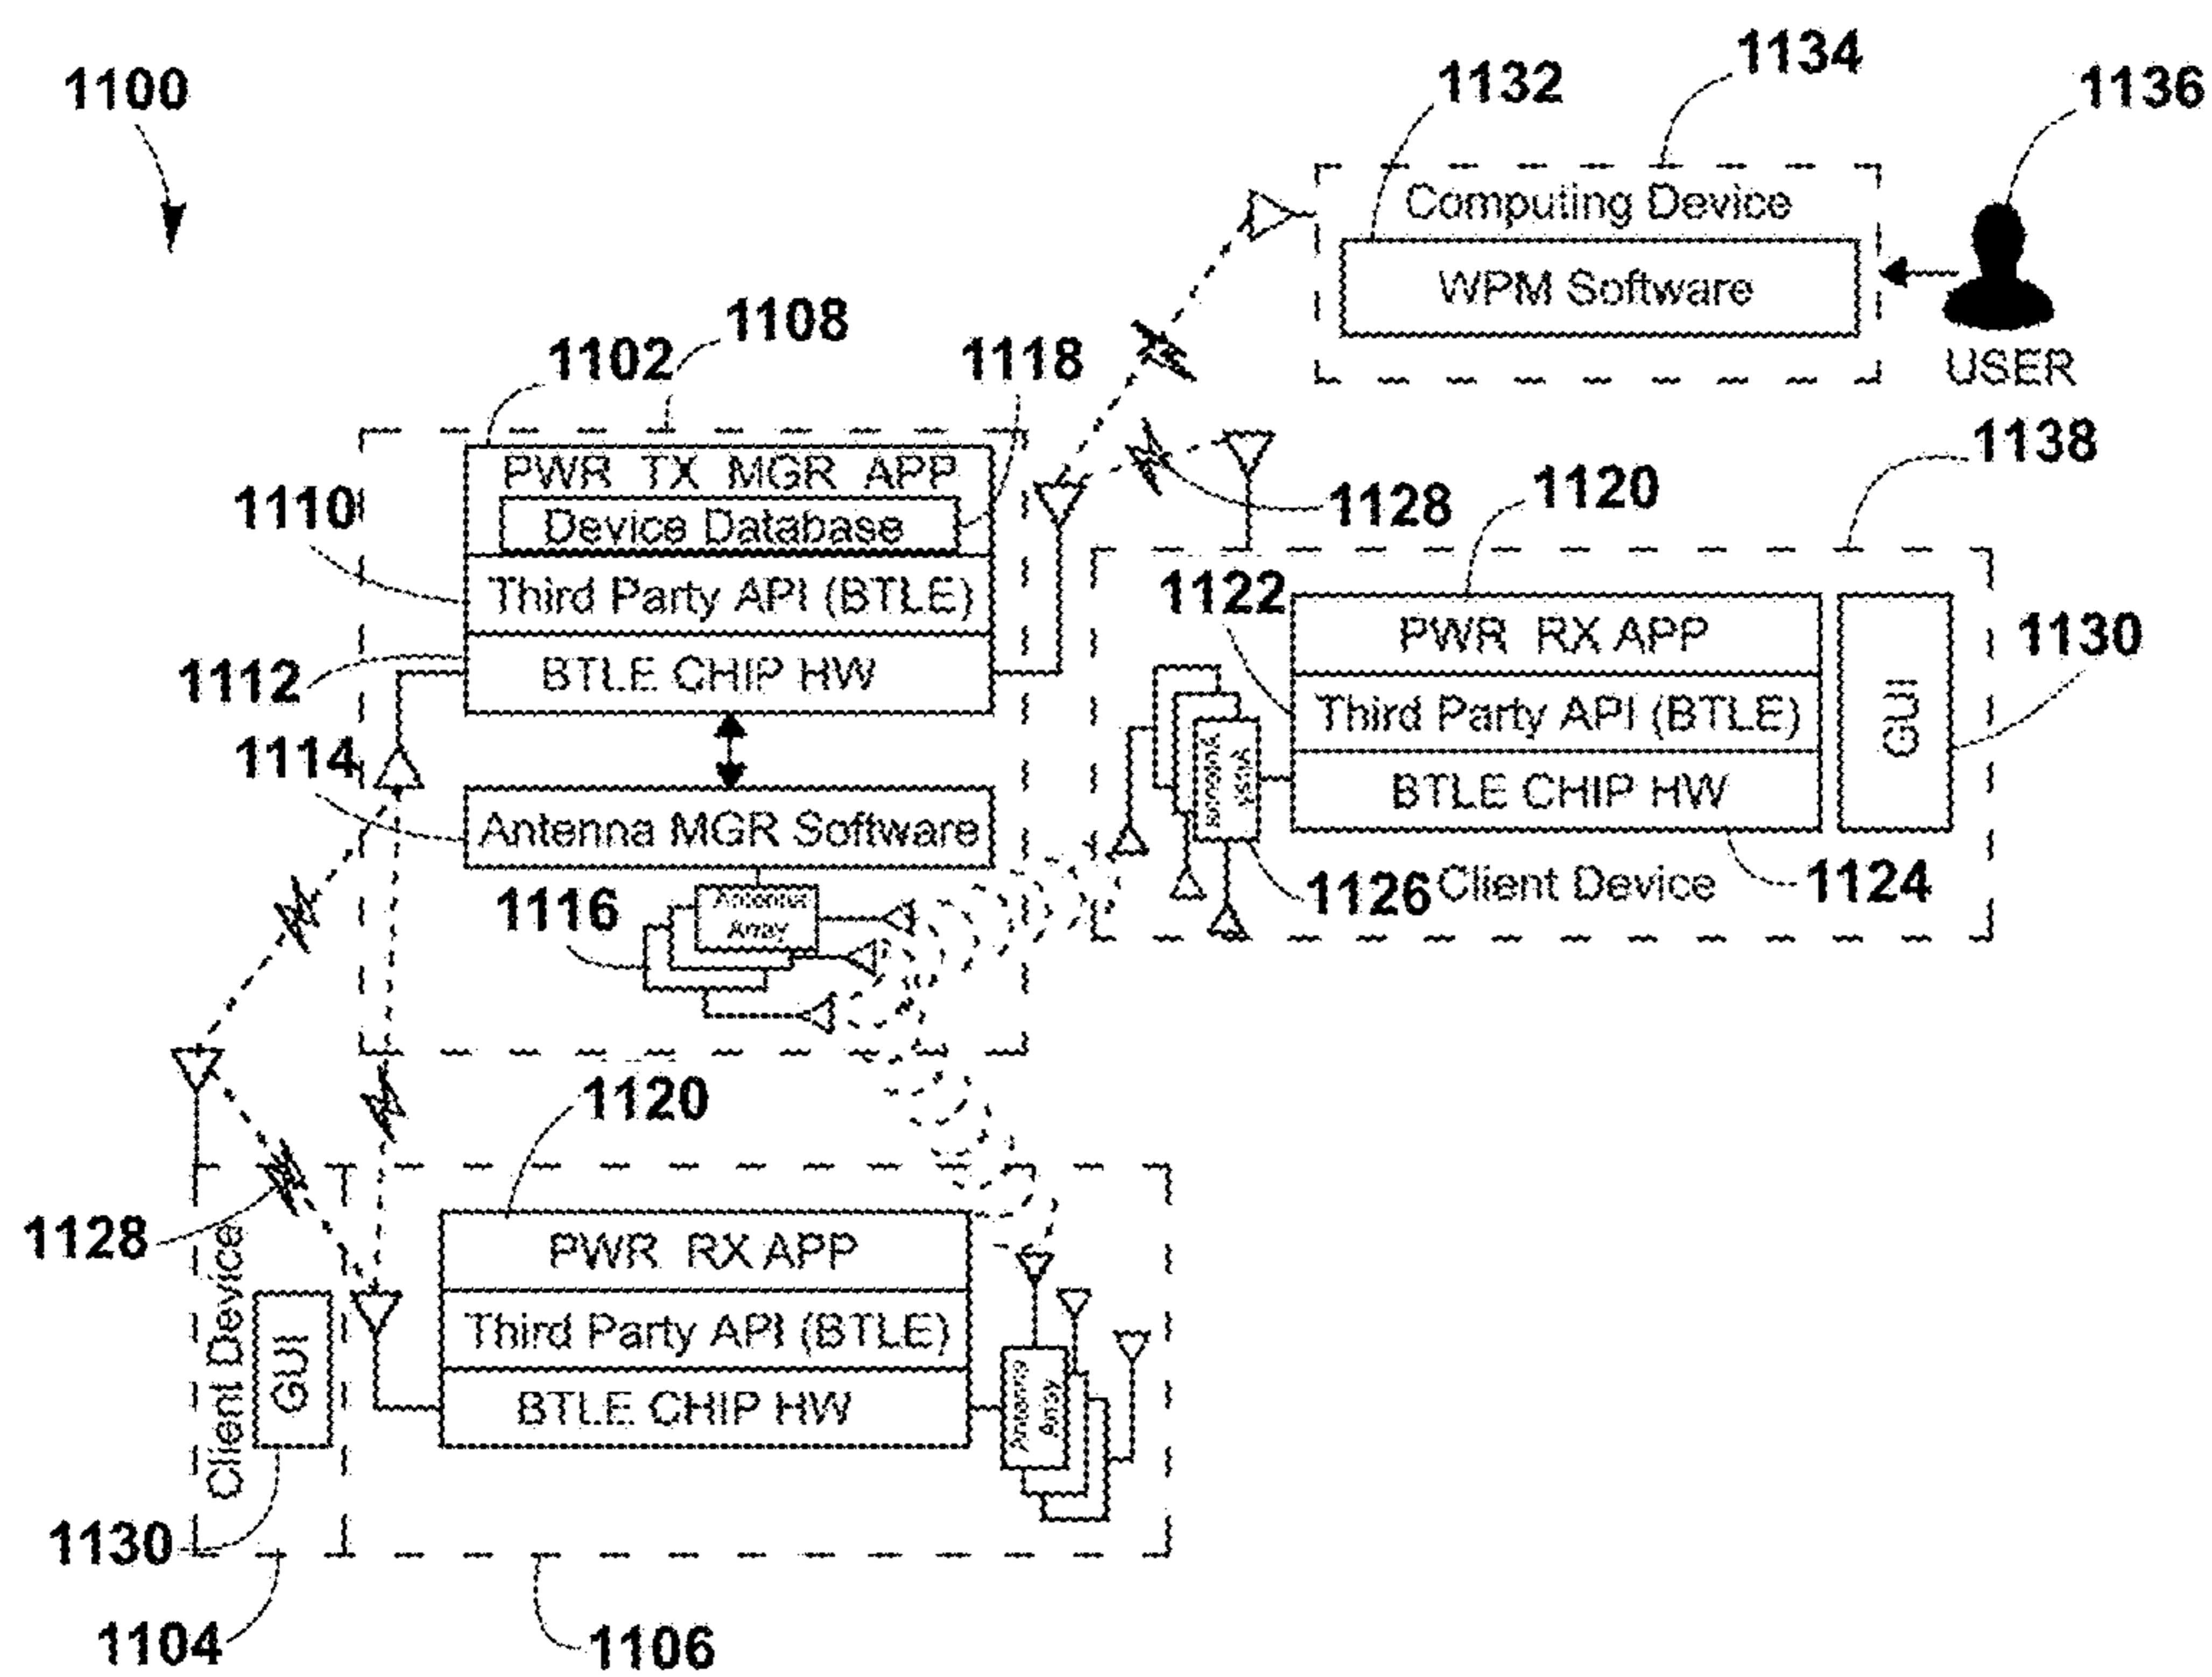 1100
1132
1134
1136
Computing Device
WPM Software
USER
1102
1108
1118
PWR TX MGR APP
Device Database
1110
Third Party API (BTLE)
1112
BTLE CHIP HW
1114
Antenna MGR Software
1116
Array
1128
1138
1120
1122
PWR RX APP
Third Party API (BTLE)
BTLE CHIP HW
GUI
1130
1126
Client Device
1124
1120
1128
PWR RX APP
Third Party API (BTLE)
BTLE CHIP HW
Client Device
GUI
Antenna
Array
1130
1104
1106